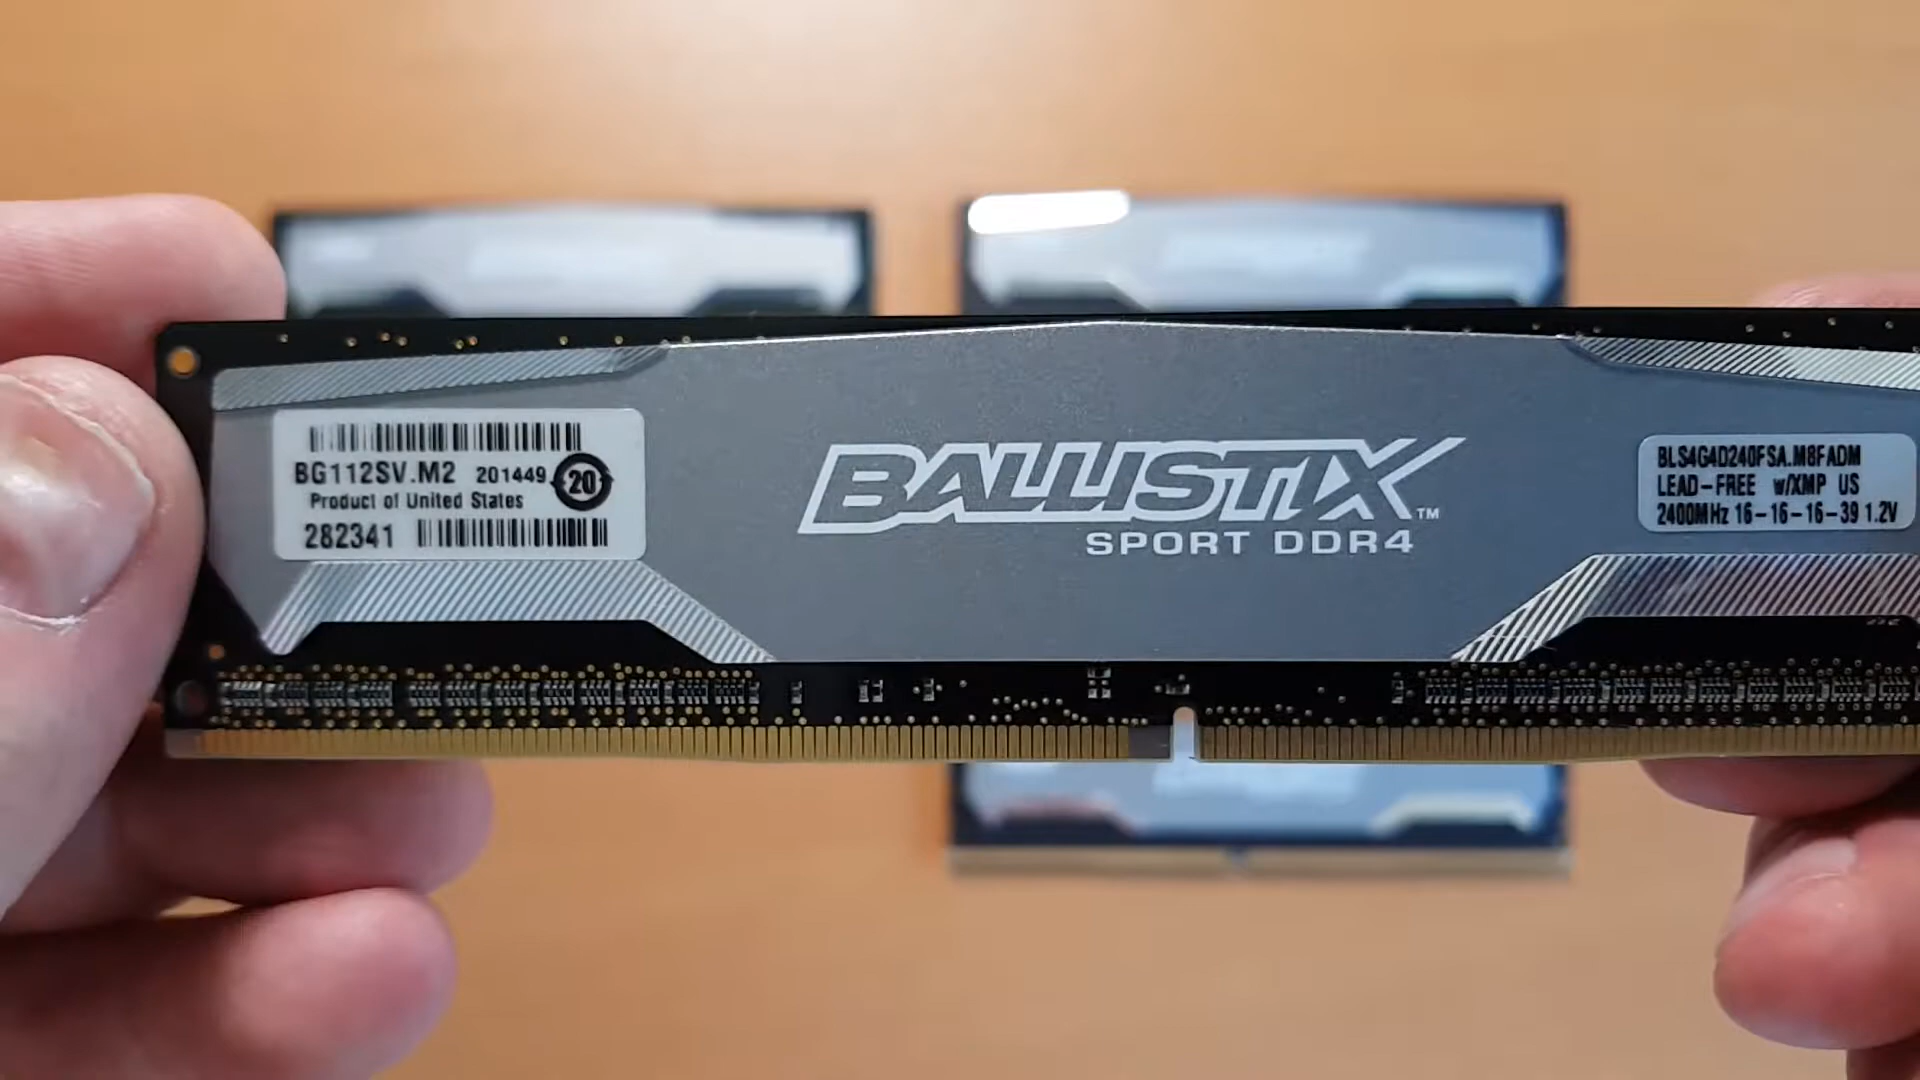 BG112SV.M2 201449 20
Product of United States
282341
BALLISTIX™
SPORT DDR4
BLS4G4D240FSA.M8FADM
LEAD-FREE w/XMP US
2400MHz 16-16-16-39 1.2V